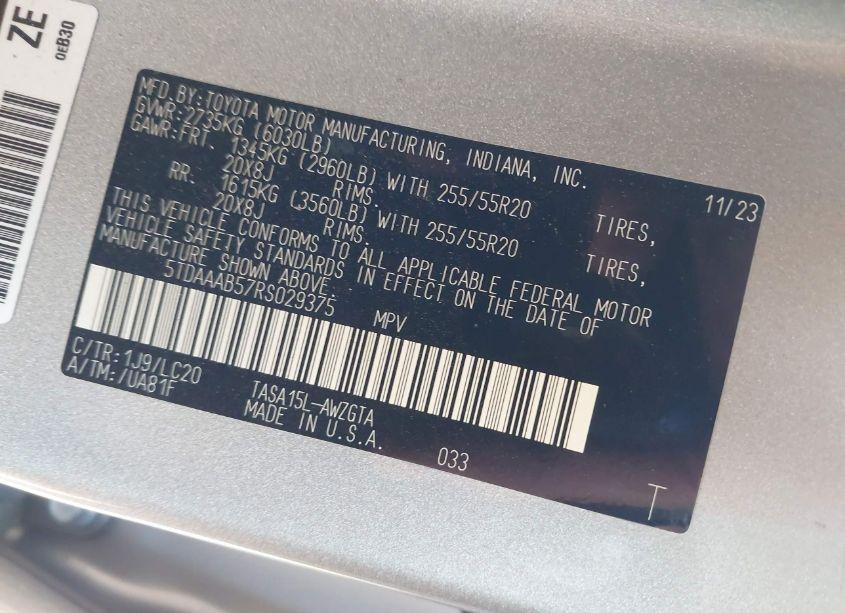 ZE
0EB30
MFD.BY:TOYOTA MOTOR MANUFACTURING, INDIANA, INC.
GVWR:2735KG (6030LB) 11/23
GAWR:FRT. 1345KG (2960LB) WITH 255/55R20 TIRES,
20X8J RIMS.
RR. 1615KG (3560LB) WITH 255/55R20 TIRES,
20X8J RIMS.
THIS VEHICLE CONFORMS TO ALL APPLICABLE FEDERAL MOTOR
VEHICLE SAFETY STANDARDS IN EFFECT ON THE DATE OF
MANUFACTURE SHOWN ABOVE.
5TDAAAB57RS029375 MPV
C/TR:1J9/LC20 TASA15L-AWZGTA
A/TM:/UA81F MADE IN U.S.A.
033
T